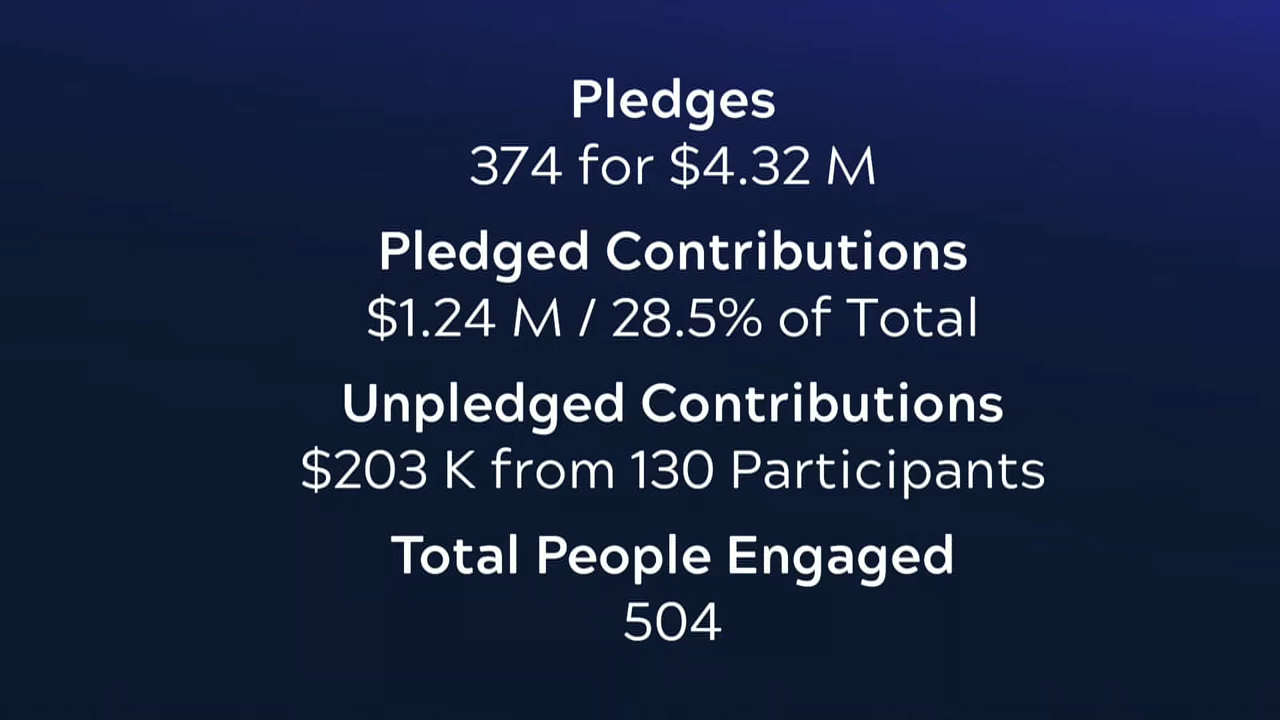 Pledges
374 for $4.32 M
Pledged Contributions
$1.24 M / 28.5% of Total
Unpledged Contributions
$203 K from 130 Participants
Total People Engaged
504